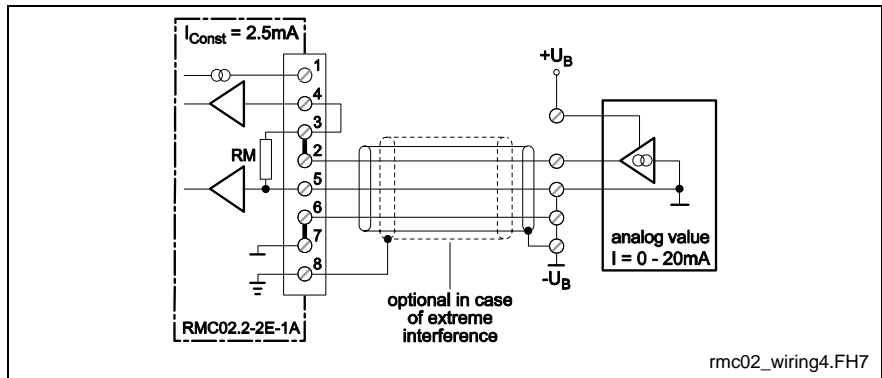 I_Const = 2.5mA
1
4
3
2
5
6
7
8
RM
RMC02.2-2E-1A
+U_B
-U_B
analog value
I = 0 - 20mA
optional in case
of extreme
interference
rmc02_wiring4.FH7